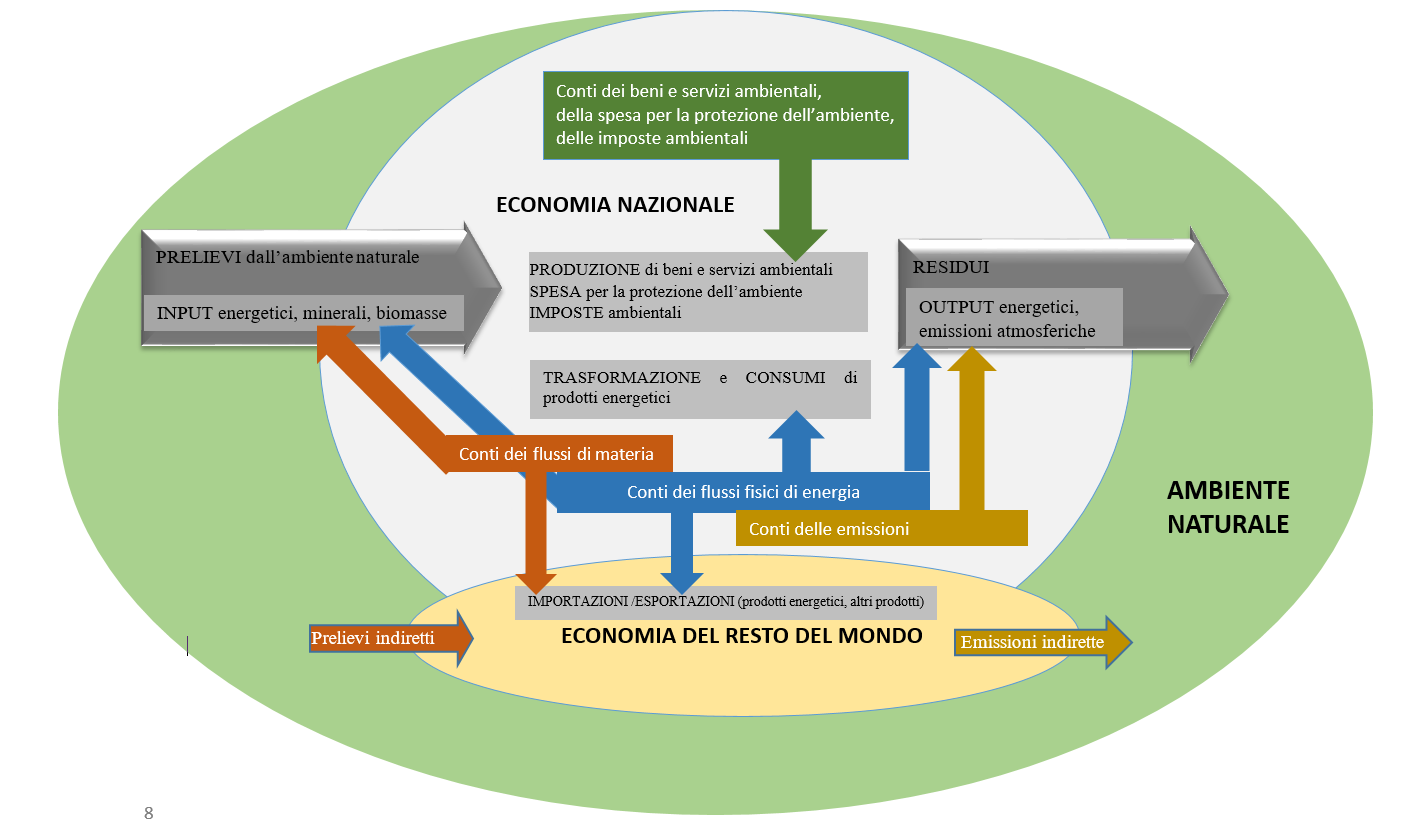 Conti dei beni e servizi ambientali,
della spesa per la protezione dell’ambiente,
delle imposte ambientali
ECONOMIA NAZIONALE
PRELIEVI dall’ambiente naturale
INPUT energetici, minerali, biomasse
PRODUZIONE di beni e servizi ambientali
SPESA per la protezione dell’ambiente
IMPOSTE ambientali
RESIDUI
OUTPUT energetici,
emissioni atmosferiche
TRASFORMAZIONE e CONSUMI di
prodotti energetici
Conti dei flussi di materia
Conti dei flussi fisici di energia
Conti delle emissioni
AMBIENTE
NATURALE
IMPORTAZIONI /ESPORTAZIONI (prodotti energetici, altri prodotti)
ECONOMIA DEL RESTO DEL MONDO
Prelievi indiretti
Emissioni indirette
8